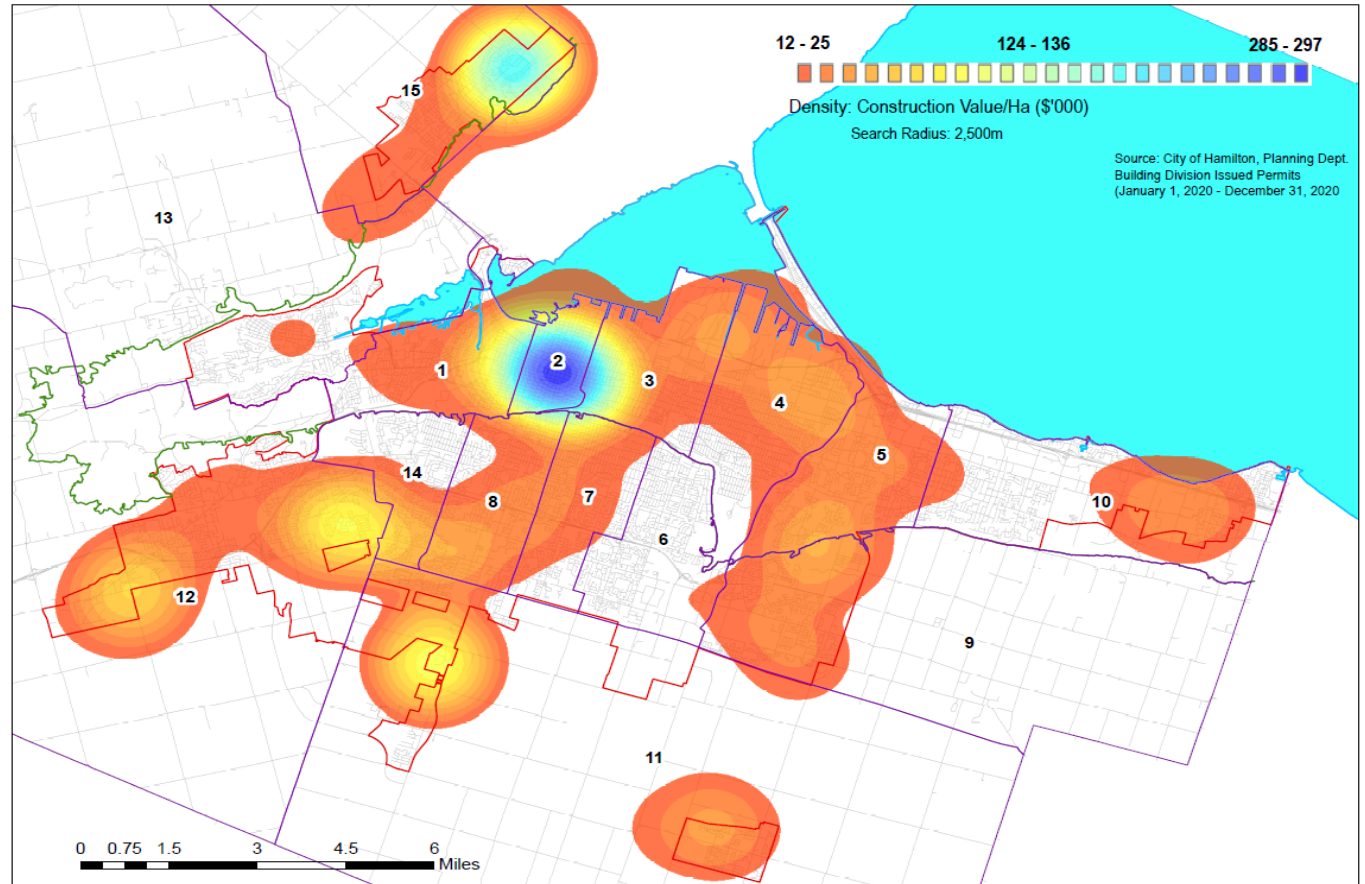 12 - 25 124 - 136 285 - 297
Density: Construction Value/Ha ($'000)
Search Radius: 2,500m
Source: City of Hamilton, Planning Dept.
Building Division Issued Permits
(January 1, 2020 - December 31, 2020
15
13
2
1
3
4
5
14
8
7
10
6
12
9
11
0 0.75 1.5 3 4.5 6
Miles